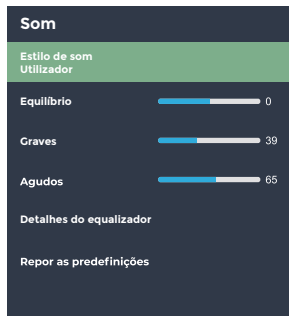 Som
Estilo de som
Utilizador
Equilíbrio 0
Graves 39
Agudos 65
Detalhes do equalizador
Repor as predefinições